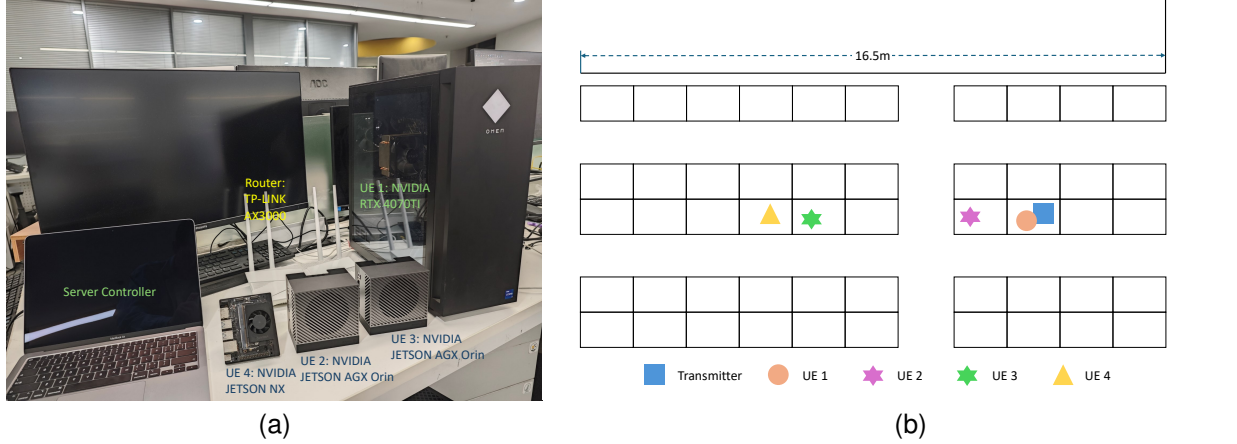 AOC
OMEN
Router:
TP-LINK
AX3000
UE 1: NVIDIA
RTX 4070TI
Server Controller
UE 3: NVIDIA
JETSON AGX Orin
UE 2: NVIDIA
JETSON AGX Orin
UE 4: NVIDIA
JETSON NX
(a)
16.5m
Transmitter
UE 1
UE 2
UE 3
UE 4
(b)